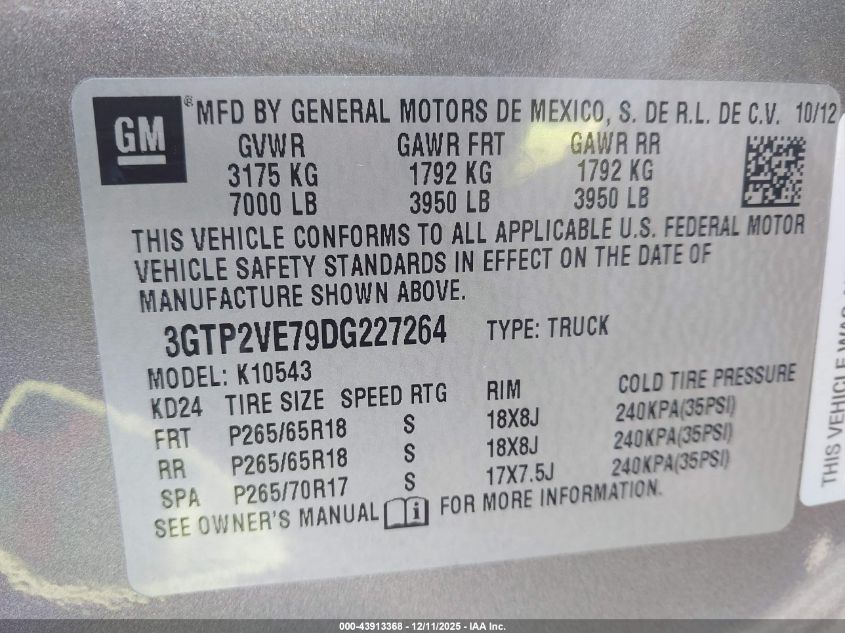 GM ® MFD BY GENERAL MOTORS DE MEXICO, S. DE R.L. DE C.V. 10/12
GVWR GAWR FRT GAWR RR
3175 KG 1792 KG 1792 KG
7000 LB 3950 LB 3950 LB
THIS VEHICLE CONFORMS TO ALL APPLICABLE U.S. FEDERAL MOTOR
VEHICLE SAFETY STANDARDS IN EFFECT ON THE DATE OF
MANUFACTURE SHOWN ABOVE.
3GTP2VE79DG227264 TYPE: TRUCK
MODEL: K10543
KD24 TIRE SIZE SPEED RTG RIM COLD TIRE PRESSURE
FRT P265/65R18 S 18X8J 240KPA(35PSI)
RR P265/65R18 S 18X8J 240KPA(35PSI)
SPA P265/70R17 S 17X7.5J 240KPA(35PSI)
SEE OWNER'S MANUAL i FOR MORE INFORMATION.
THIS VEHICLE WAS
000-43913368 - 12/11/2025 - IAA Inc.